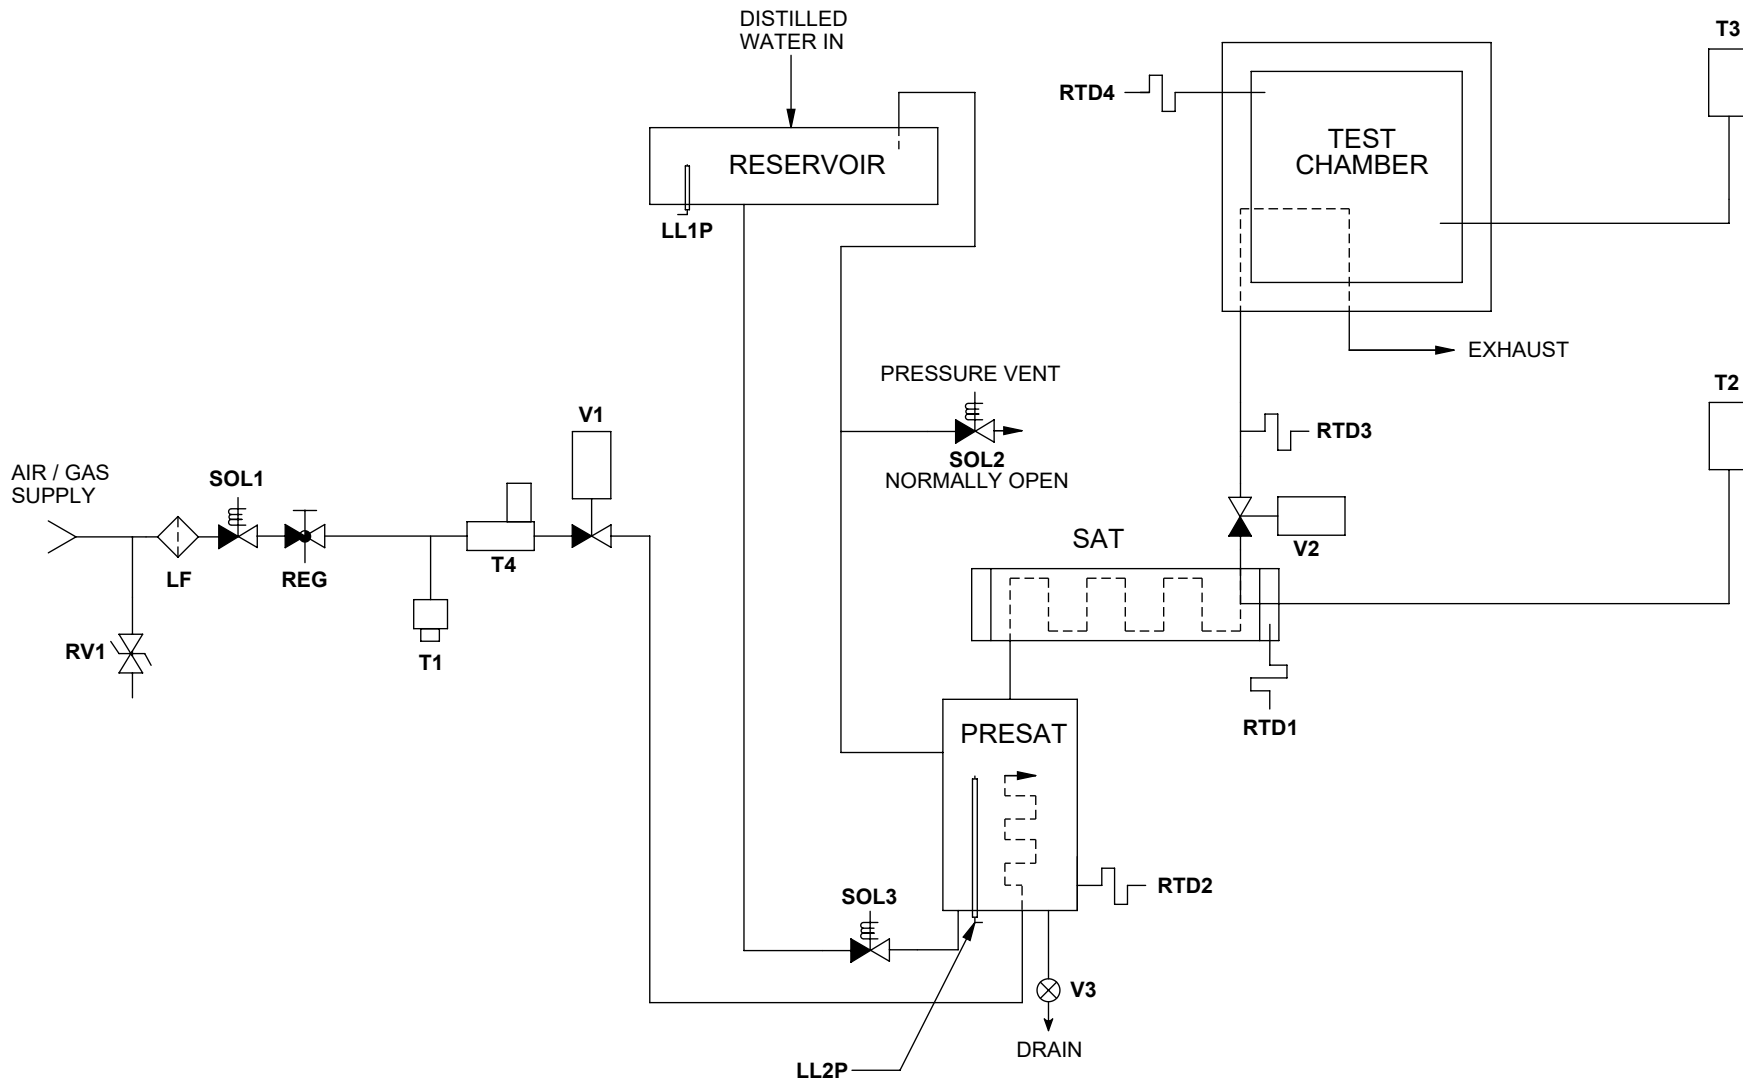 DISTILLED
WATER IN
T3
RTD4
TEST
CHAMBER
RESERVOIR
LL1P
EXHAUST
PRESSURE VENT
T2
V1
RTD3
SOL2
NORMALLY OPEN
AIR / GAS
SUPPLY
SOL1
SAT
V2
LF
REG
T4
RV1
T1
RTD1
PRESAT
RTD2
SOL3
V3
DRAIN
LL2P